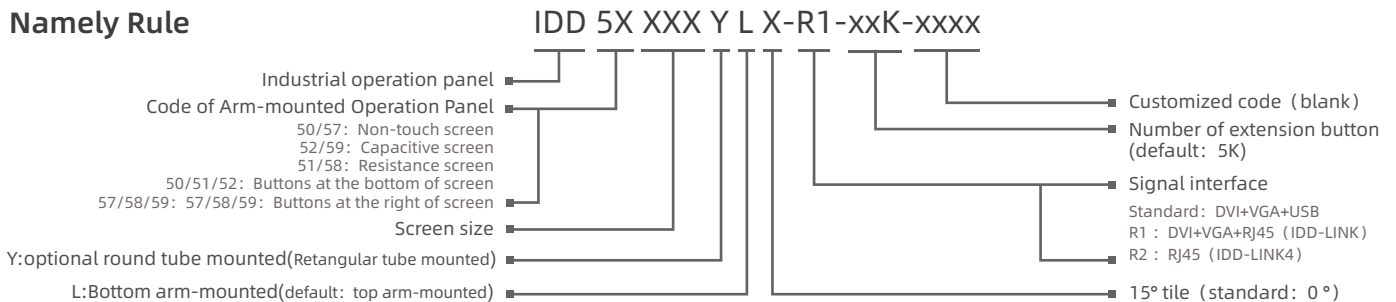 Namely Rule
IDD 5X XXX Y L X-R1-xxK-xxxx
Industrial operation panel
Code of Arm-mounted Operation Panel
50/57: Non-touch screen
52/59: Capacitive screen
51/58: Resistance screen
50/51/52: Buttons at the bottom of screen
57/58/59: 57/58/59: Buttons at the right of screen
Screen size
Y:optional round tube mounted(Retangular tube mounted)
L:Bottom arm-mounted(default: top arm-mounted)
Customized code (blank)
Number of extension button
(default: 5K)
Signal interface
Standard: DVI+VGA+USB
R1 : DVI+VGA+RJ45 (IDD-LINK)
R2 : RJ45 (IDD-LINK4)
15° tile (standard: 0°)